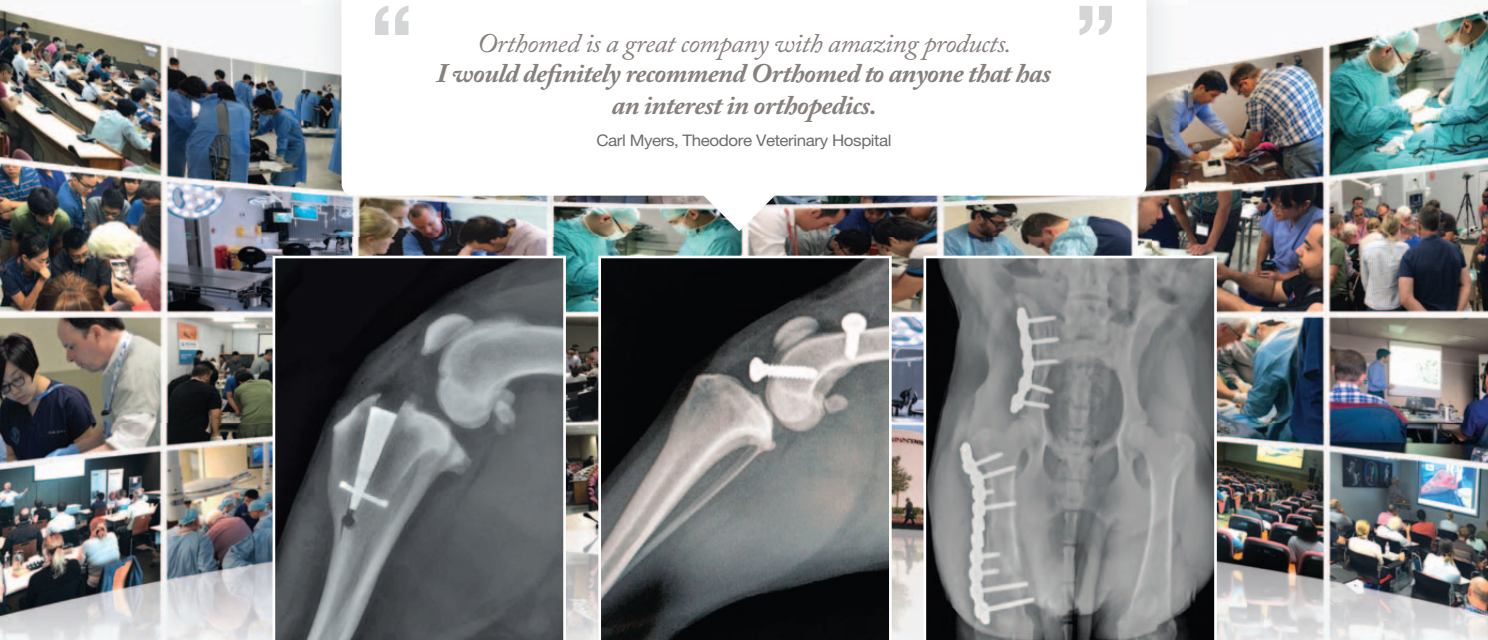 “ ”
Orthomed is a great company with amazing products.
I would definitely recommend Orthomed to anyone that has
an interest in orthopedics.
Carl Myers, Theodore Veterinary Hospital